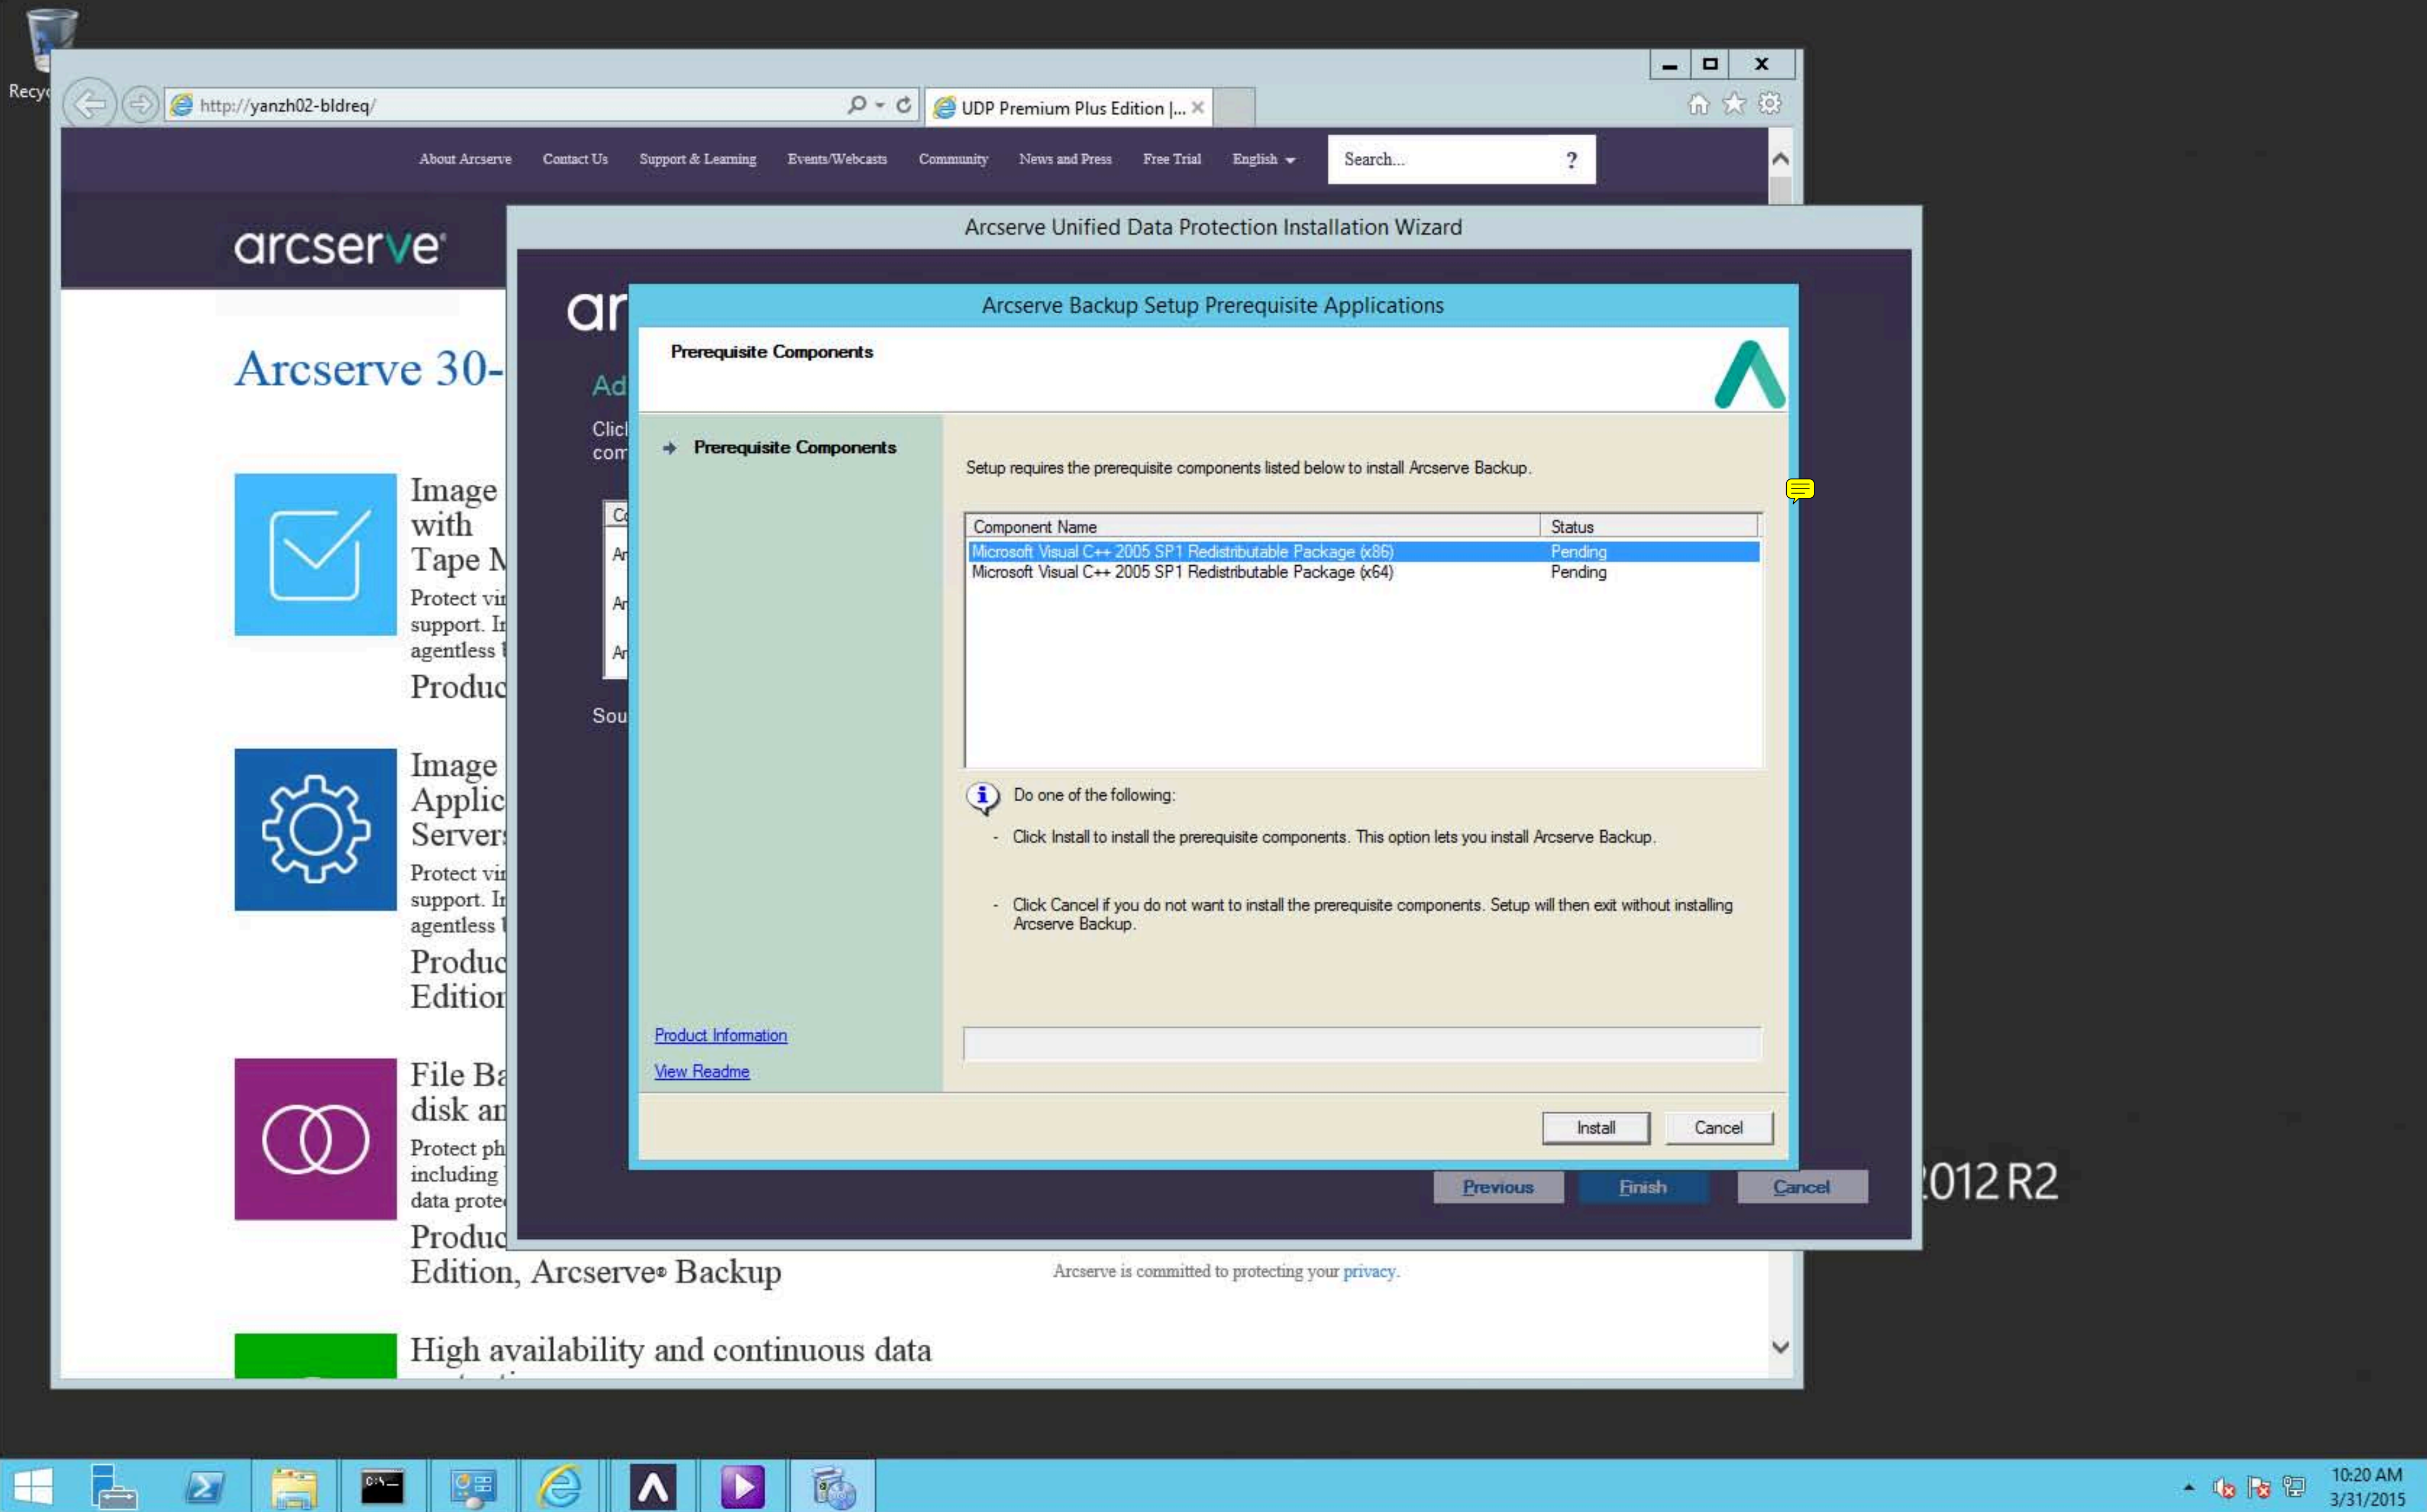 Recy
http://yanzh02-bldreq/
UDP Premium Plus Edition |...
About Arcserve Contact Us Support & Learning Events/Webcasts Community News and Press Free Trial English Search... ?
arcserve
Arcserve Unified Data Protection Installation Wizard
ar
Arcserve Backup Setup Prerequisite Applications
Prerequisite Components
Arcserve 30-
Ad
Clic
com
Prerequisite Components
Setup requires the prerequisite components listed below to install Arcserve Backup.
Component Name Status
Microsoft Visual C++ 2005 SP1 Redistributable Package (x86) Pending
Microsoft Visual C++ 2005 SP1 Redistributable Package (x64) Pending
Co
Ar
Ar
Ar
Sou
Image
with
Tape M
Protect vir
support. In
agentless
Produc
Do one of the following:
- Click Install to install the prerequisite components. This option lets you install Arcserve Backup.
- Click Cancel if you do not want to install the prerequisite components. Setup will then exit without installing
Arcserve Backup.
Image
Applic
Servers
Protect vir
support. In
agentless
Produc
Edition
Product Information
View Readme
Install Cancel
Previous Finish Cancel
2012 R2
File Ba
disk an
Protect ph
including
data prote
Produc
Edition, Arcserve® Backup
Arcserve is committed to protecting your privacy.
High availability and continuous data
C:\_
10:20 AM
3/31/2015